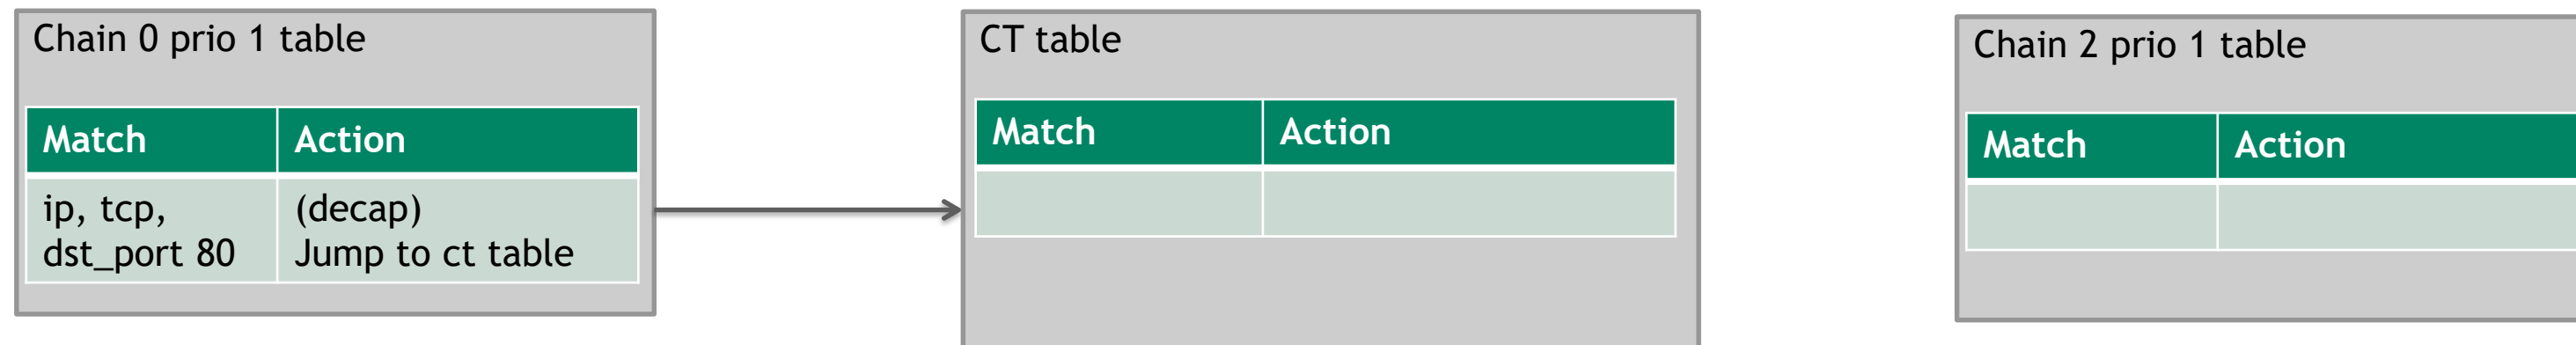 Chain 0 prio 1 table
Match
Action
ip, tcp,
dst_port 80
(decap)
Jump to ct table
CT table
Match
Action
Chain 2 prio 1 table
Match
Action